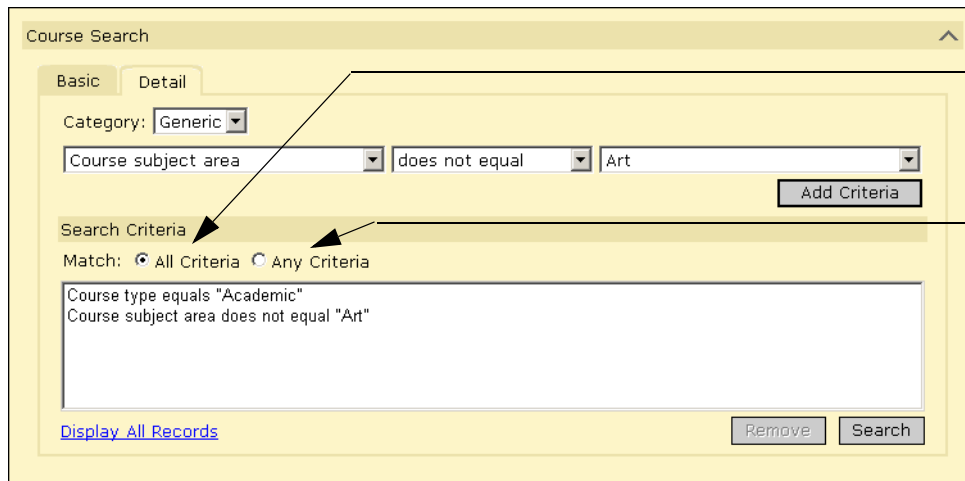 Course Search
Basic Detail
Category: Generic
Course subject area does not equal Art
Add Criteria
Search Criteria
Match: All Criteria Any Criteria
Course type equals "Academic"
Course subject area does not equal "Art"
Display All Records Remove Search